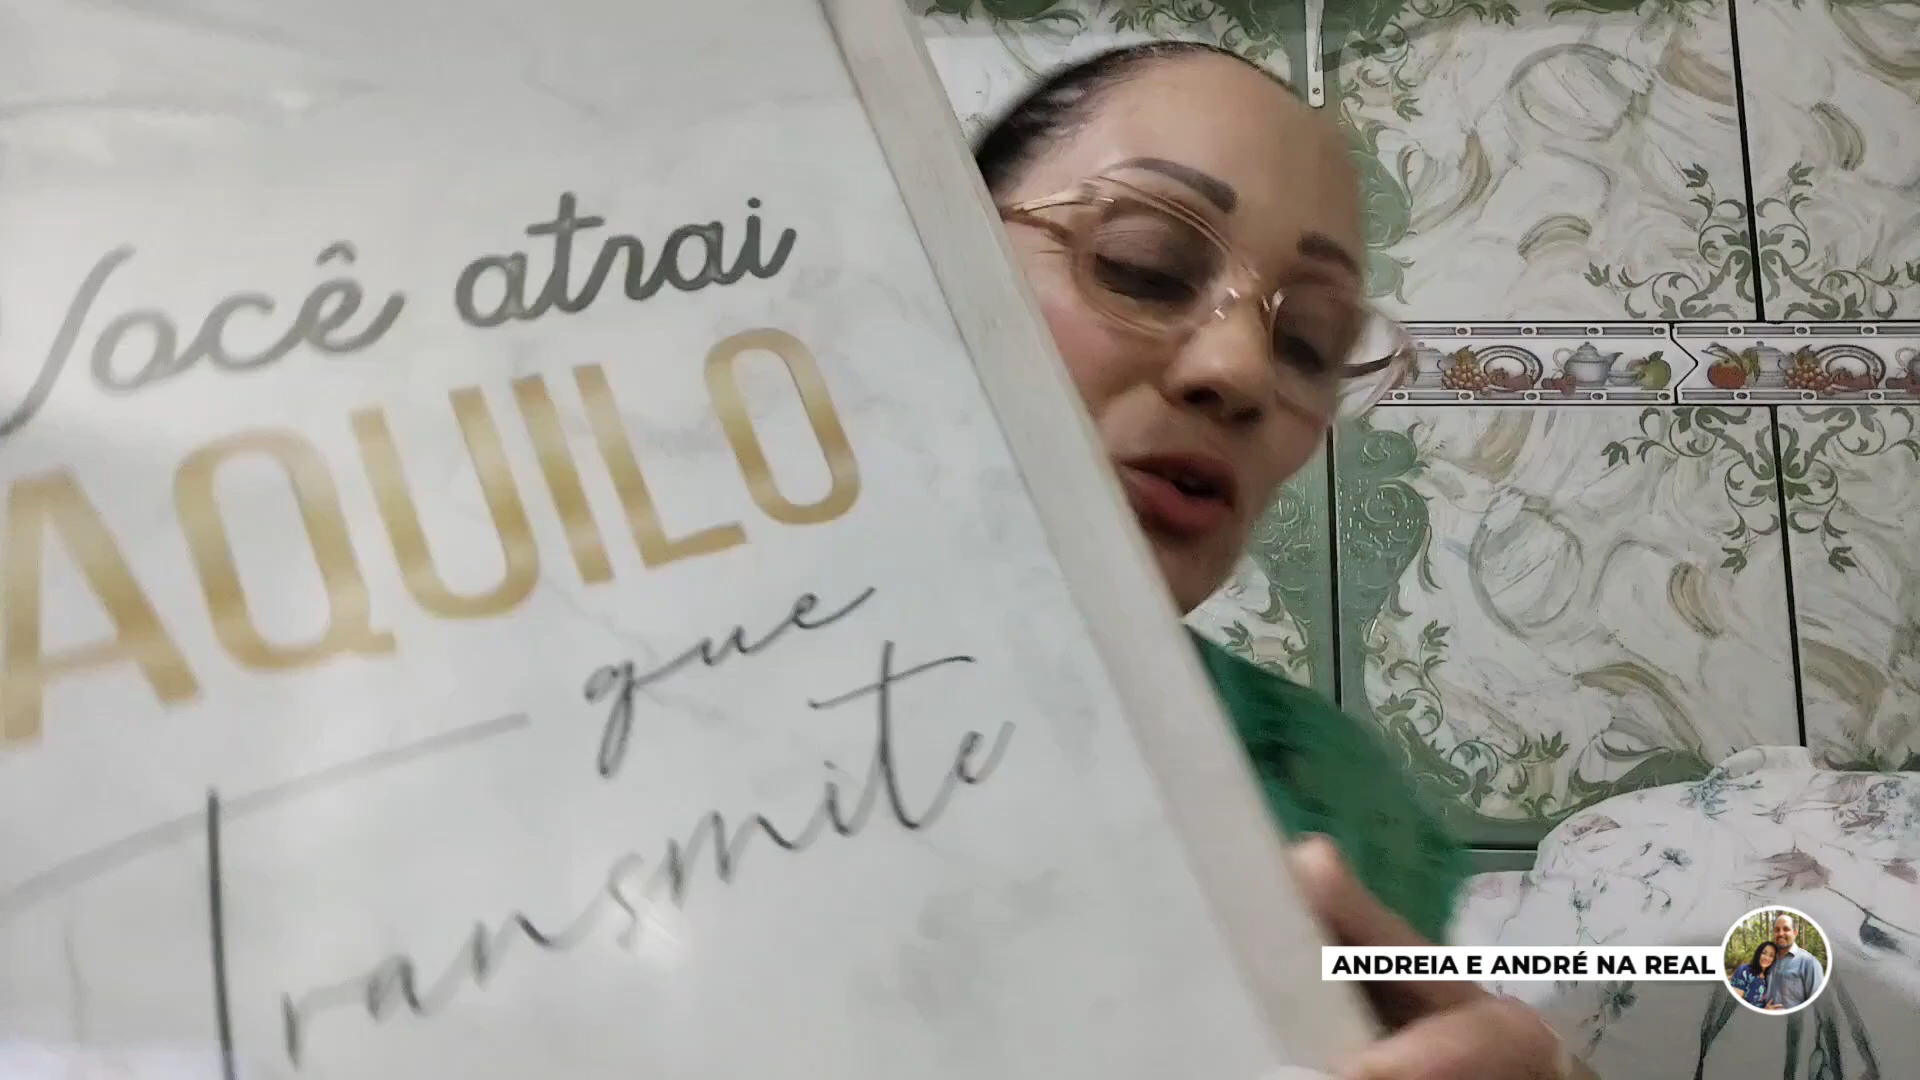 Você atrai
AQUILO
que
Transmite
ANDREIA E ANDRÉ NA REAL